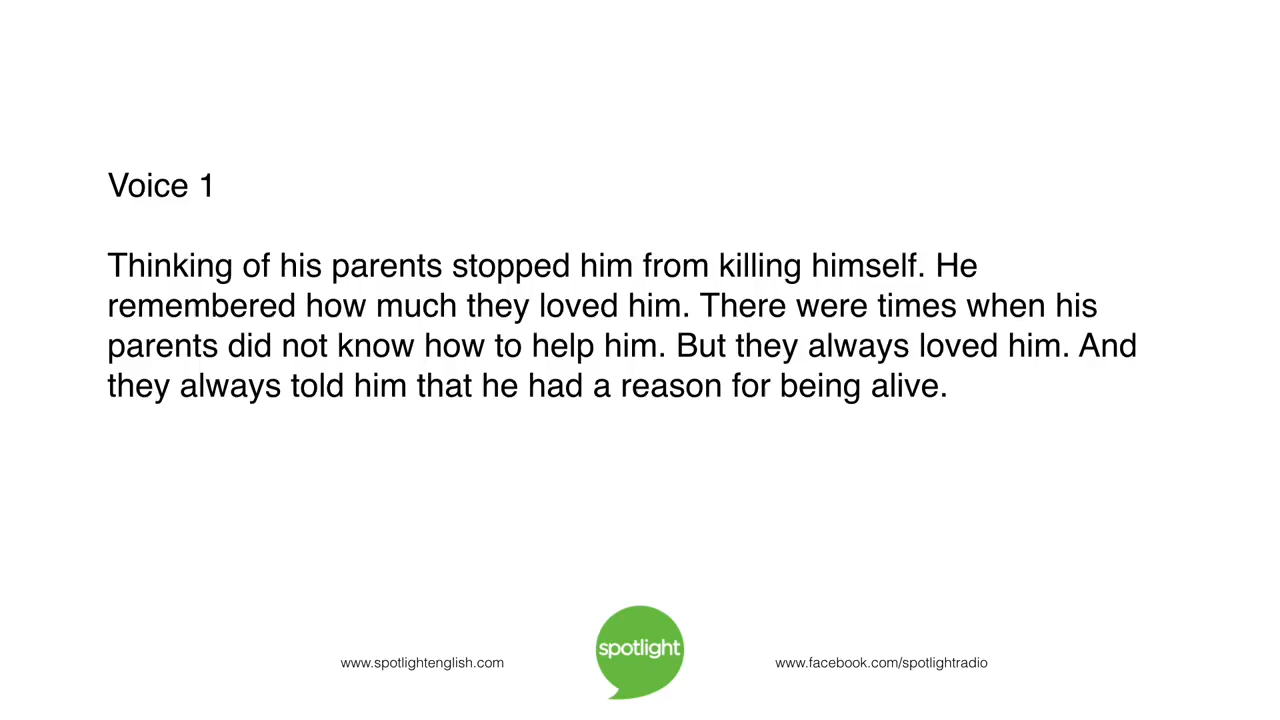 Voice 1
Thinking of his parents stopped him from killing himself. He
remembered how much they loved him. There were times when his
parents did not know how to help him. But they always loved him. And
they always told him that he had a reason for being alive.
spotlight
www.spotlightenglish.com
www.facebook.com/spotlightradio